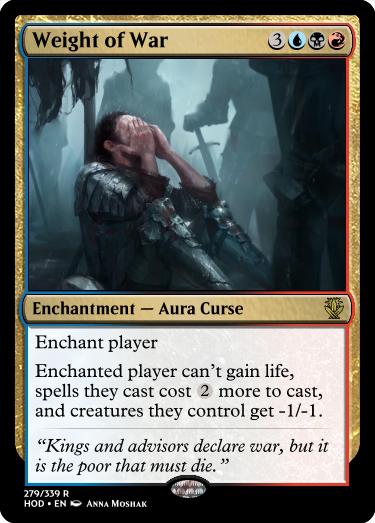 Weight of War 3
Enchantment — Aura Curse
Enchant player
Enchanted player can't gain life,
spells they cast cost 2 more to cast,
and creatures they control get -1/-1.
“Kings and advisors declare war, but it
is the poor that must die.”
279/339 R
HOD • EN Anna Moshak